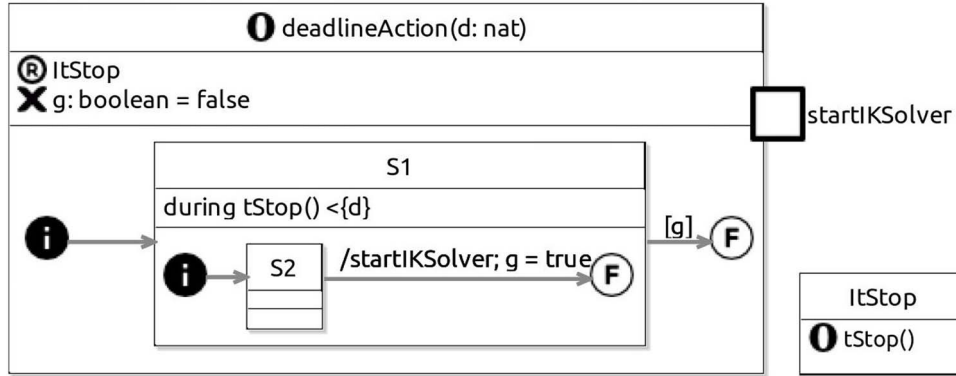 O deadlineAction(d: nat)
R ItStop
X g: boolean = false
startIKSolver
S1
during tStop() <{d}
i
[g]
F
i
S2
/startIKSolver; g = true
F
ItStop
O tStop()